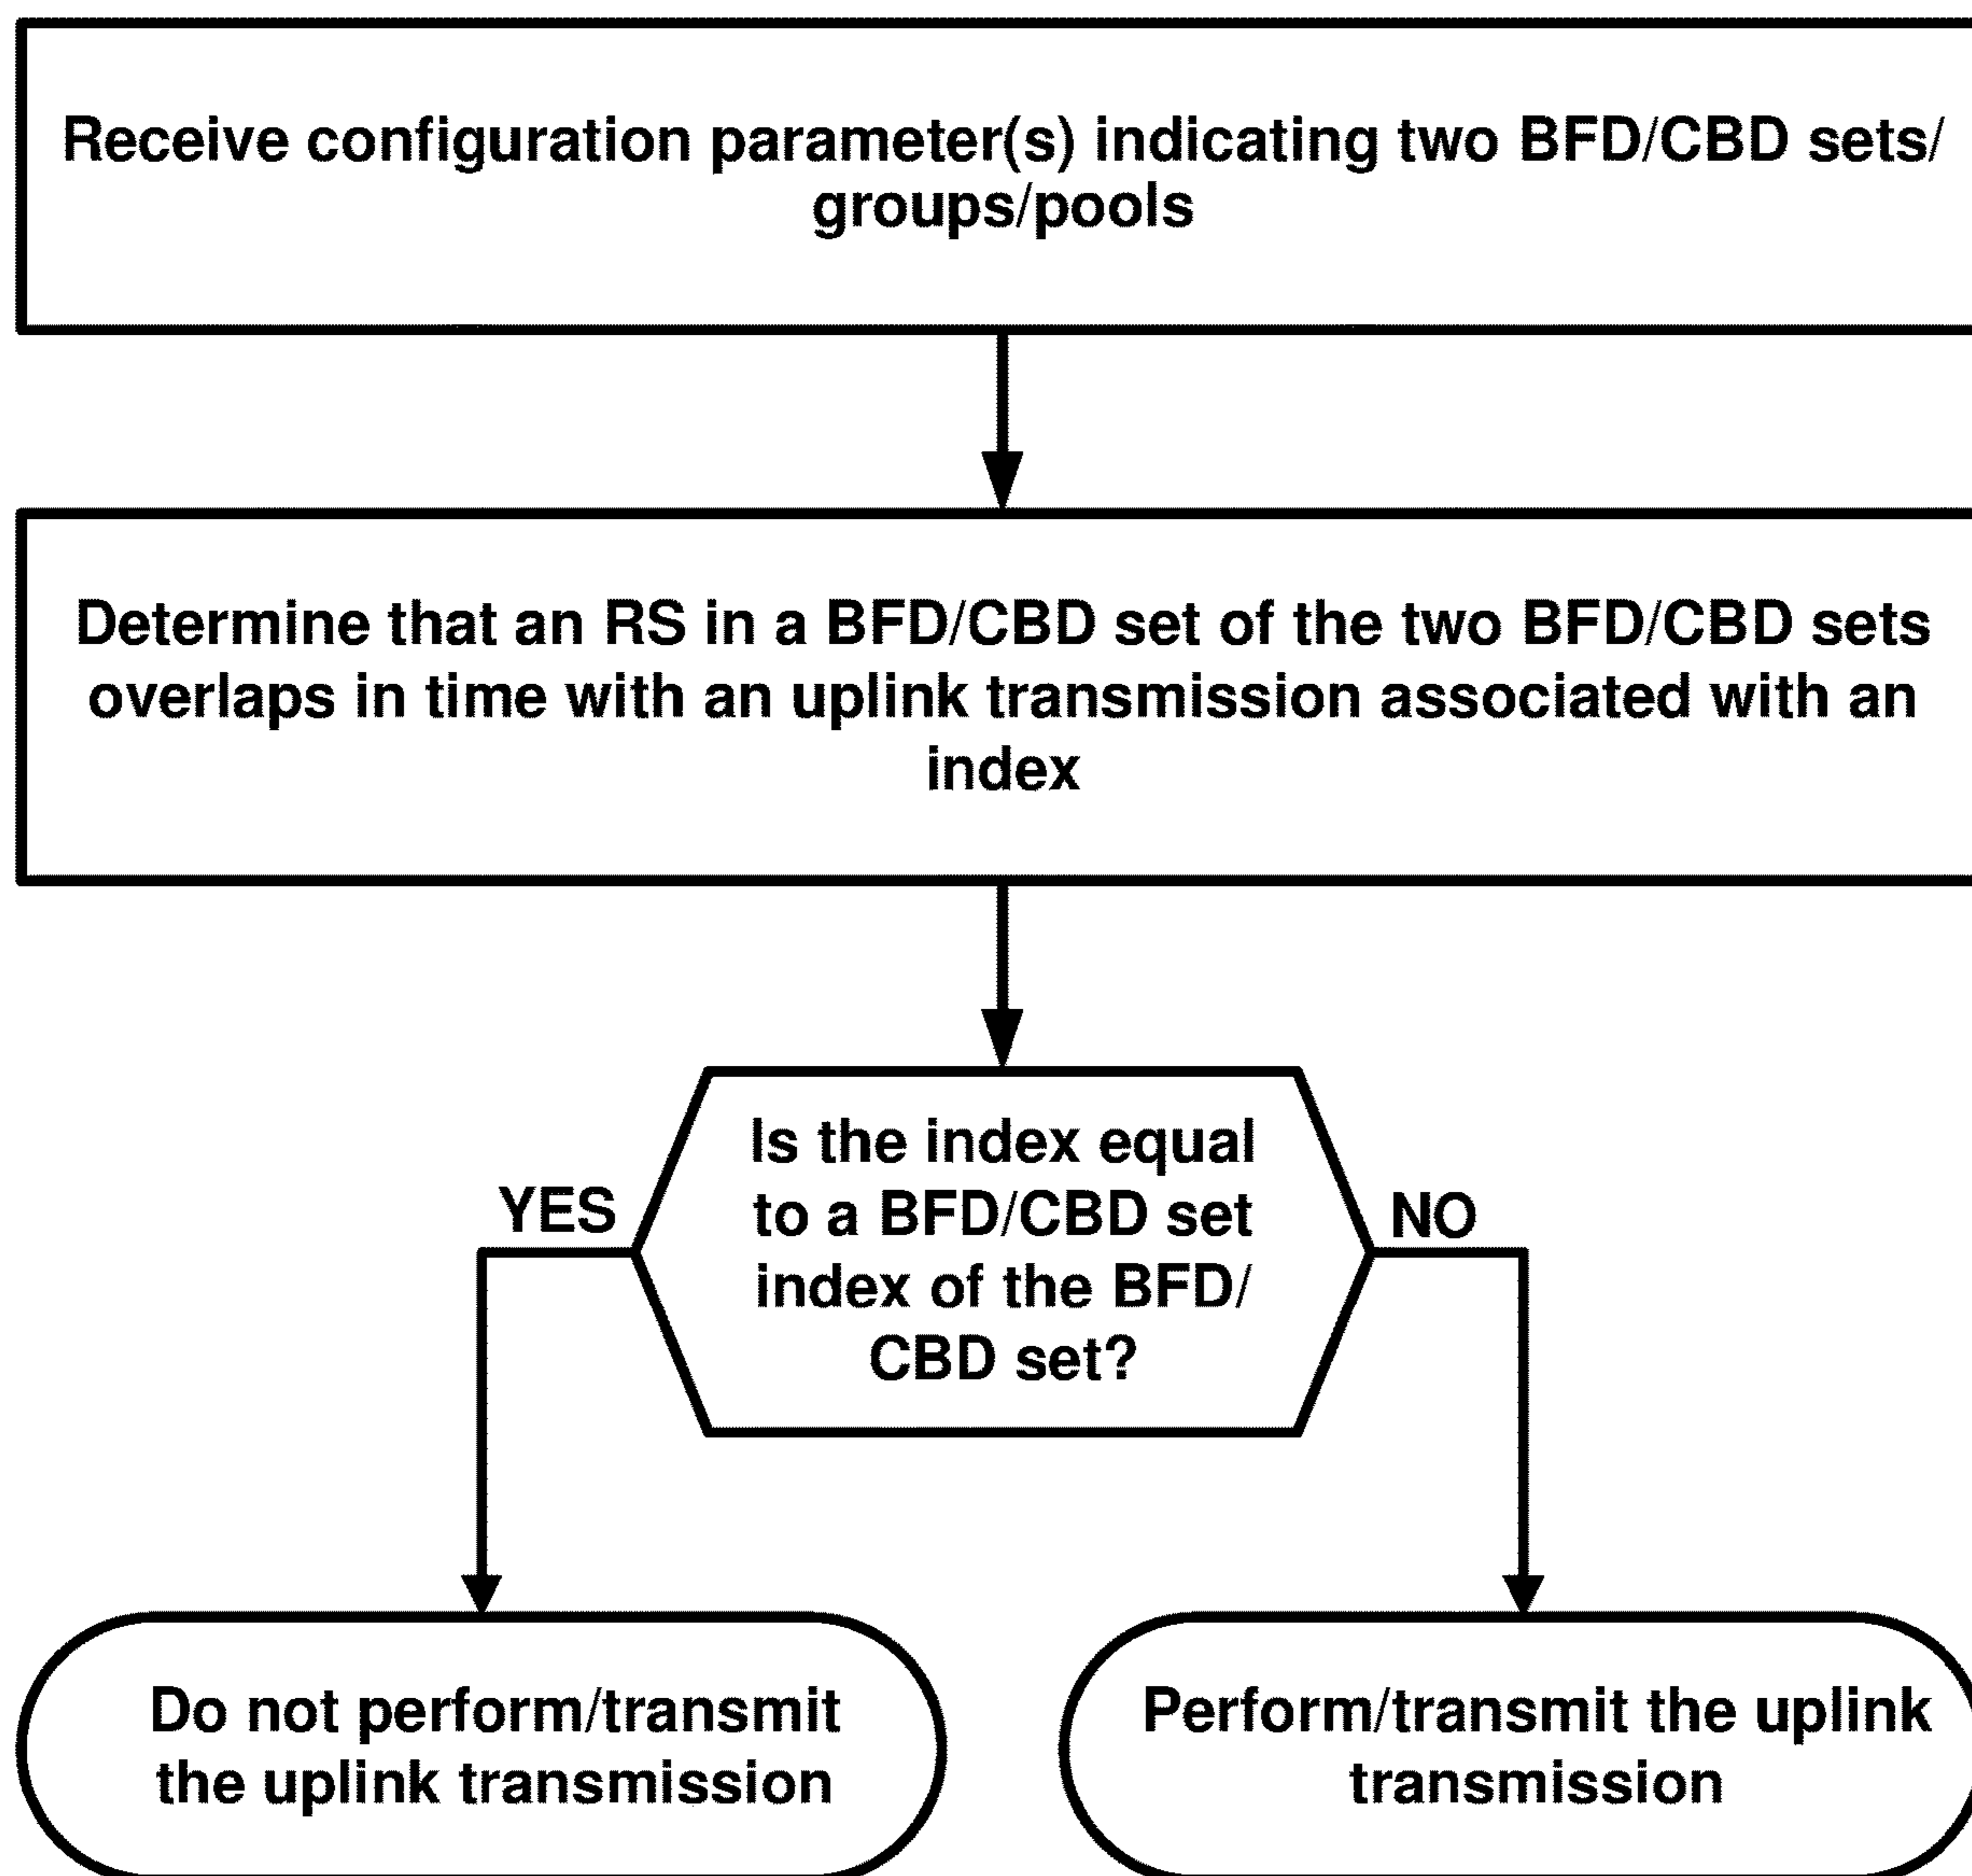 Receive configuration parameter(s) indicating two BFD/CBD sets/
groups/pools
Determine that an RS in a BFD/CBD set of the two BFD/CBD sets
overlaps in time with an uplink transmission associated with an
index
Is the index equal
to a BFD/CBD set
index of the BFD/
CBD set?
YES
NO
Do not perform/transmit
the uplink transmission
Perform/transmit the uplink
transmission